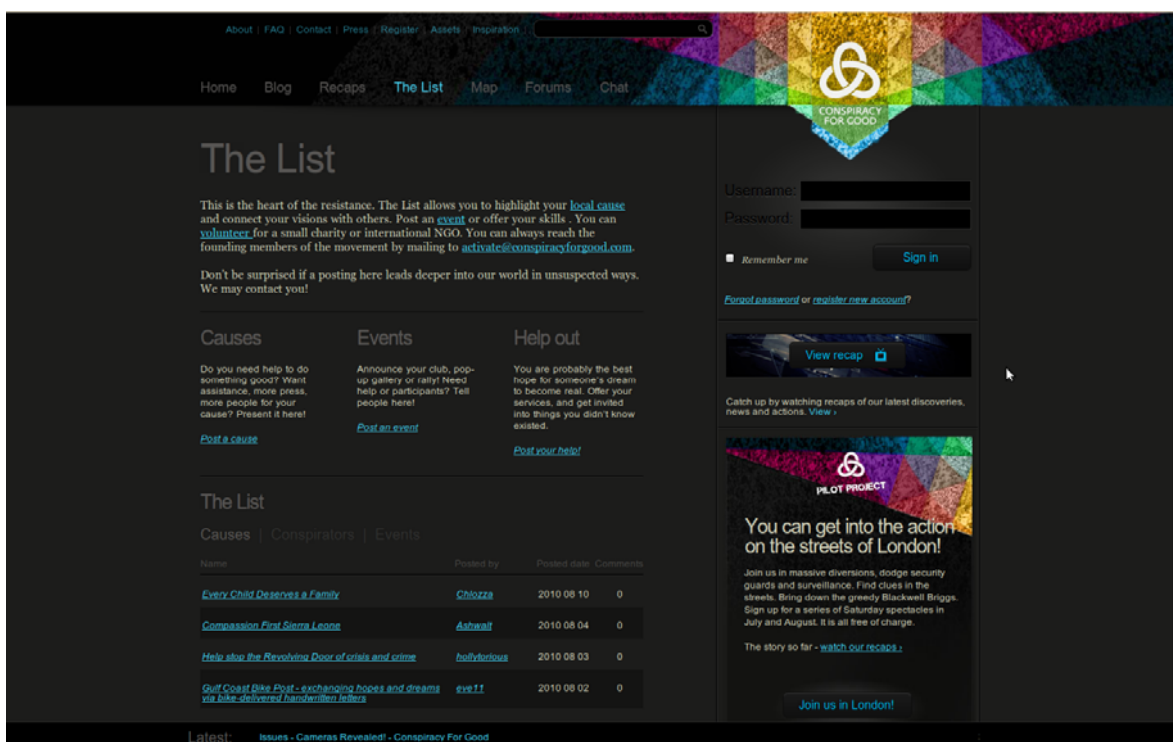 About | FAQ | Contact | Press | Register | Assets | Inspiration
Home Blog Recaps The List Map Forums Chat
CONSPIRACY
FOR GOOD
The List
This is the heart of the resistance. The List allows you to highlight your local cause
and connect your visions with others. Post an event or offer your skills . You can
volunteer for a small charity or international NGO. You can always reach the
founding members of the movement by mailing to activate@conspiracyforgood.com.
Don't be surprised if a posting here leads deeper into our world in unsuspected ways.
We may contact you!
Causes
Do you need help to do
something good? Want
assistance, more press,
more people for your
cause? Present it here!
Post a cause
Events
Announce your club, pop-
up gallery or rally! Need
help or participants? Tell
people here!
Post an event
Help out
You are probably the best
hope for someone's dream
to become real. Offer your
services, and get invited
into things you didn't know
existed.
Post your help!
The List
Causes | Conspirators | Events
Name Posted by Posted date Comments
Every Child Deserves a Family Chlozza 2010 08 10 0
Compassion First Sierra Leone Ashwait 2010 08 04 0
Help stop the Revolving Door of crisis and crime hollyforious 2010 08 03 0
Gulf Coast Bike Post - exchanging hopes and dreams eve11 2010 08 02 0
via bike-delivered handwritten letters
Username:
Password:
Remember me Sign in
Forgot password or register new account?
View recap
Catch up by watching recaps of our latest discoveries,
news and actions. View ›
PILOT PROJECT
You can get into the action
on the streets of London!
Join us in massive diversions, dodge security
guards and surveillance. Find clues in the
streets. Bring down the greedy Blackwell Briggs.
Sign up for a series of Saturday spectacles in
July and August. It is all free of charge.
The story so far - watch our recaps ›
Join us in London!
Latest: Issues - Cameras Revealed! - Conspiracy For Good